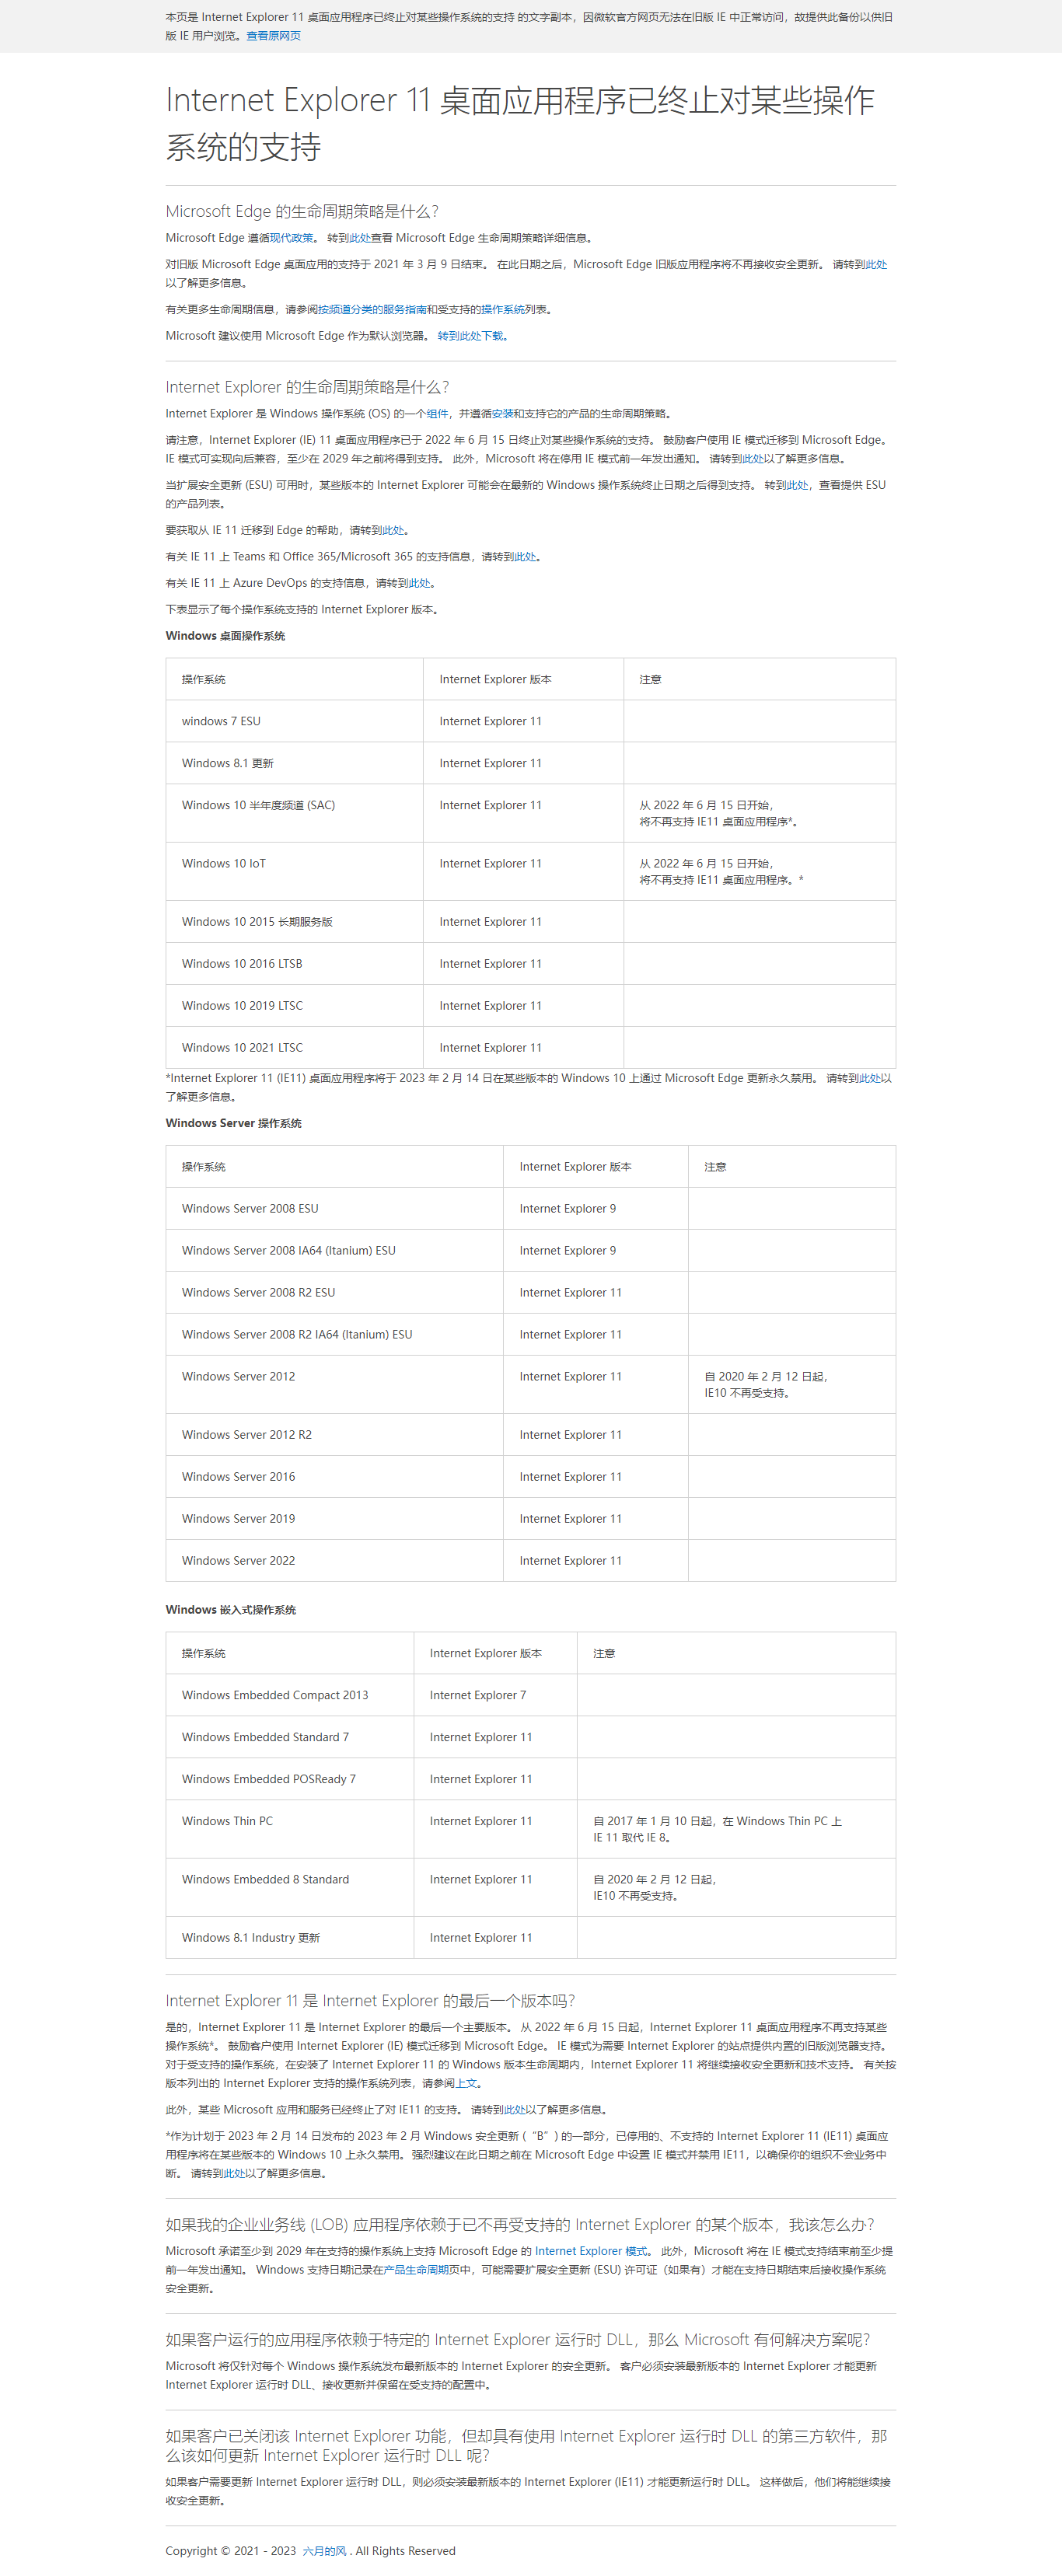 本页是 Internet Explorer 11 桌面应用程序已终止对某些操作系统的支持 的文字副本，因微软官方网页无法在旧版 IE 中正常访问，故提供此备份以供旧
版 IE 用户浏览。查看原网页
Internet Explorer 11 桌面应用程序已终止对某些操作
系统的支持
Microsoft Edge 的生命周期策略是什么？
Microsoft Edge 遵循现代政策。 转到此处查看 Microsoft Edge 生命周期策略详细信息。
对旧版 Microsoft Edge 桌面应用的支持于 2021 年 3 月 9 日结束。 在此日期之后，Microsoft Edge 旧版应用程序将不再接收安全更新。 请转到此处
以了解更多信息。
有关更多生命周期信息，请参阅按频道分类的服务指南和受支持的操作系统列表。
Microsoft 建议使用 Microsoft Edge 作为默认浏览器。 转到此处下载。
Internet Explorer 的生命周期策略是什么？
Internet Explorer 是 Windows 操作系统 (OS) 的一个组件，并遵循安装和支持它的产品的生命周期策略。
请注意，Internet Explorer (IE) 11 桌面应用程序已于 2022 年 6 月 15 日终止对某些操作系统的支持。 鼓励客户使用 IE 模式迁移到 Microsoft Edge。
IE 模式可实现向后兼容，至少在 2029 年之前将得到支持。 此外，Microsoft 将在停用 IE 模式前一年发出通知。 请转到此处以了解更多信息。
当扩展安全更新 (ESU) 可用时，某些版本的 Internet Explorer 可能会在最新的 Windows 操作系统终止日期之后得到支持。 转到此处，查看提供 ESU
的产品列表。
要获取从 IE 11 迁移到 Edge 的帮助，请转到此处。
有关 IE 11 上 Teams 和 Office 365/Microsoft 365 的支持信息，请转到此处。
有关 IE 11 上 Azure DevOps 的支持信息，请转到此处。
下表显示了每个操作系统支持的 Internet Explorer 版本。
Windows 桌面操作系统
操作系统 Internet Explorer 版本 注意
windows 7 ESU Internet Explorer 11
Windows 8.1 更新 Internet Explorer 11
Windows 10 半年度频道 (SAC) Internet Explorer 11 从 2022 年 6 月 15 日开始，
将不再支持 IE11 桌面应用程序*。
Windows 10 IoT Internet Explorer 11 从 2022 年 6 月 15 日开始，
将不再支持 IE11 桌面应用程序。*
Windows 10 2015 长期服务版 Internet Explorer 11
Windows 10 2016 LTSB Internet Explorer 11
Windows 10 2019 LTSC Internet Explorer 11
Windows 10 2021 LTSC Internet Explorer 11
*Internet Explorer 11 (IE11) 桌面应用程序将于 2023 年 2 月 14 日在某些版本的 Windows 10 上通过 Microsoft Edge 更新永久禁用。 请转到此处以
了解更多信息。
Windows Server 操作系统
操作系统 Internet Explorer 版本 注意
Windows Server 2008 ESU Internet Explorer 9
Windows Server 2008 IA64 (Itanium) ESU Internet Explorer 9
Windows Server 2008 R2 ESU Internet Explorer 11
Windows Server 2008 R2 IA64 (Itanium) ESU Internet Explorer 11
Windows Server 2012 Internet Explorer 11 自 2020 年 2 月 12 日起，
IE10 不再受支持。
Windows Server 2012 R2 Internet Explorer 11
Windows Server 2016 Internet Explorer 11
Windows Server 2019 Internet Explorer 11
Windows Server 2022 Internet Explorer 11
Windows 嵌入式操作系统
操作系统 Internet Explorer 版本 注意
Windows Embedded Compact 2013 Internet Explorer 7
Windows Embedded Standard 7 Internet Explorer 11
Windows Embedded POSReady 7 Internet Explorer 11
Windows Thin PC Internet Explorer 11 自 2017 年 1 月 10 日起，在 Windows Thin PC 上
IE 11 取代 IE 8。
Windows Embedded 8 Standard Internet Explorer 11 自 2020 年 2 月 12 日起，
IE10 不再受支持。
Windows 8.1 Industry 更新 Internet Explorer 11
Internet Explorer 11 是 Internet Explorer 的最后一个版本吗？
是的，Internet Explorer 11 是 Internet Explorer 的最后一个主要版本。 从 2022 年 6 月 15 日起，Internet Explorer 11 桌面应用程序不再支持某些
操作系统*。 鼓励客户使用 Internet Explorer (IE) 模式迁移到 Microsoft Edge。 IE 模式为需要 Internet Explorer 的站点提供内置的旧版浏览器支持。
对于受支持的操作系统，在安装了 Internet Explorer 11 的 Windows 版本生命周期内，Internet Explorer 11 将继续接收安全更新和技术支持。 有关按
版本列出的 Internet Explorer 支持的操作系统列表，请参阅上文。
此外，某些 Microsoft 应用和服务已经终止了对 IE11 的支持。 请转到此处以了解更多信息。
*作为计划于 2023 年 2 月 14 日发布的 2023 年 2 月 Windows 安全更新 (“B”) 的一部分，已停用的、不支持的 Internet Explorer 11 (IE11) 桌面应
用程序将在某些版本的 Windows 10 上永久禁用。 强烈建议在此日期之前在 Microsoft Edge 中设置 IE 模式并禁用 IE11，以确保你的组织不会业务中
断。 请转到此处以了解更多信息。
如果我的企业业务线 (LOB) 应用程序依赖于已不再受支持的 Internet Explorer 的某个版本，我该怎么办？
Microsoft 承诺至少到 2029 年在支持的操作系统上支持 Microsoft Edge 的 Internet Explorer 模式。 此外，Microsoft 将在 IE 模式支持结束前至少提
前一年发出通知。 Windows 支持日期记录在产品生命周期页中，可能需要扩展安全更新 (ESU) 许可证（如果有）才能在支持日期结束后接收操作系统
安全更新。
如果客户运行的应用程序依赖于特定的 Internet Explorer 运行时 DLL，那么 Microsoft 有何解决方案呢？
Microsoft 将仅针对每个 Windows 操作系统发布最新版本的 Internet Explorer 的安全更新。 客户必须安装最新版本的 Internet Explorer 才能更新
Internet Explorer 运行时 DLL、接收更新并保留在受支持的配置中。
如果客户已关闭该 Internet Explorer 功能，但却具有使用 Internet Explorer 运行时 DLL 的第三方软件，那
么该如何更新 Internet Explorer 运行时 DLL 呢？
如果客户需要更新 Internet Explorer 运行时 DLL，则必须安装最新版本的 Internet Explorer (IE11) 才能更新运行时 DLL。 这样做后，他们将能继续接
收安全更新。
Copyright © 2021 - 2023 六月的风 . All Rights Reserved